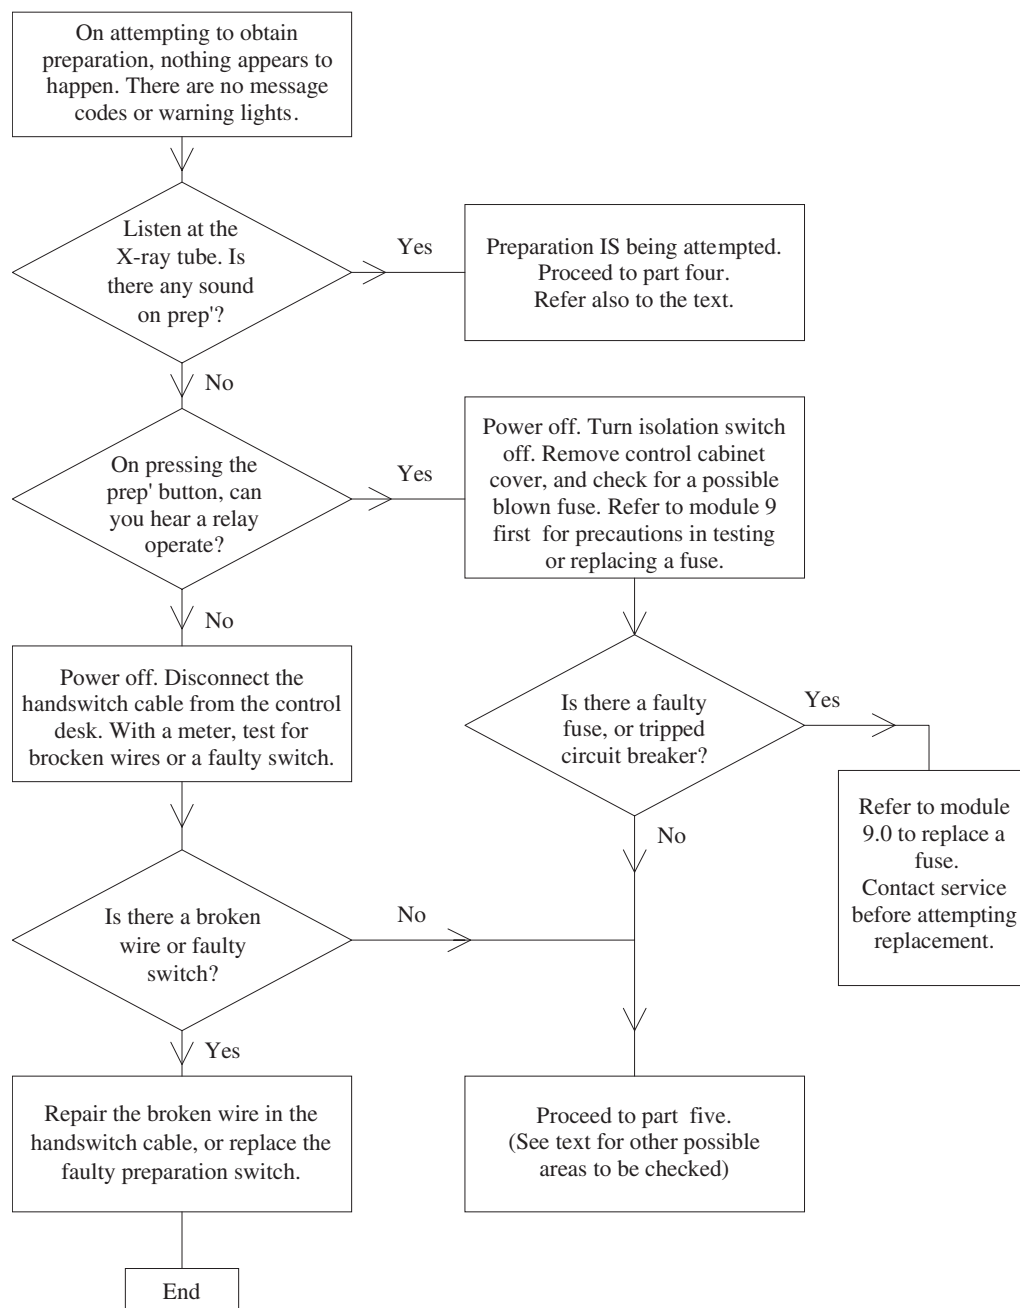 On attempting to obtain
preparation, nothing appears to
happen. There are no message
codes or warning lights.
Listen at the
X-ray tube. Is
there any sound
on prep'?
Yes
Preparation IS being attempted.
Proceed to part four.
Refer also to the text.
No
On pressing the
prep' button, can
you hear a relay
operate?
Yes
Power off. Turn isolation switch
off. Remove control cabinet
cover, and check for a possible
blown fuse. Refer to module 9
first for precautions in testing
or replacing a fuse.
No
Power off. Disconnect the
handswitch cable from the control
desk. With a meter, test for
brocken wires or a faulty switch.
Is there a faulty
fuse, or tripped
circuit breaker?
Yes
Refer to module
9.0 to replace a
fuse.
Contact service
before attempting
replacement.
No
Is there a broken
wire or faulty
switch?
No
Yes
Repair the broken wire in the
handswitch cable, or replace the
faulty preparation switch.
Proceed to part five.
(See text for other possible
areas to be checked)
End